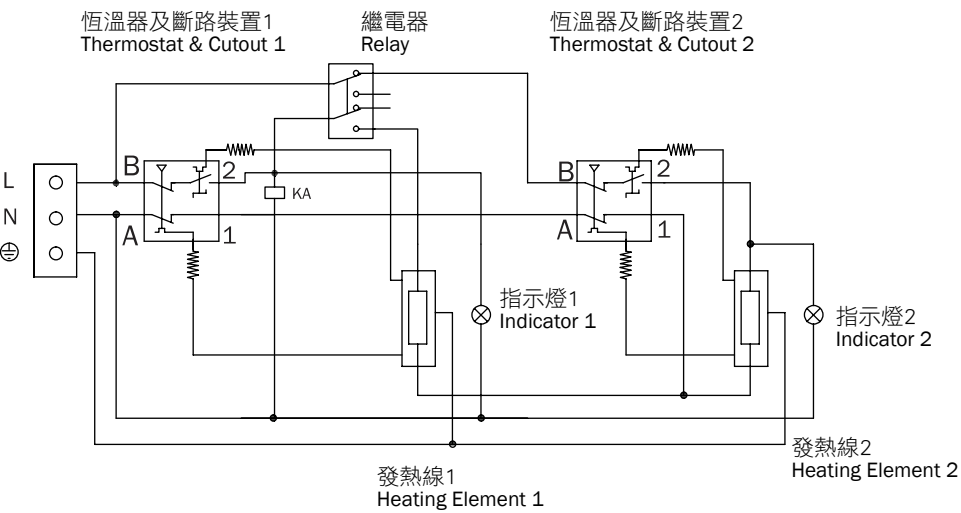 恆溫器及斷路裝置1
Thermostat & Cutout 1
繼電器
Relay
恆溫器及斷路裝置2
Thermostat & Cutout 2
B
2
B
2
L
KA
N
A
1
A
1
指示燈1
Indicator 1
指示燈2
Indicator 2
發熱線1
Heating Element 1
發熱線2
Heating Element 2